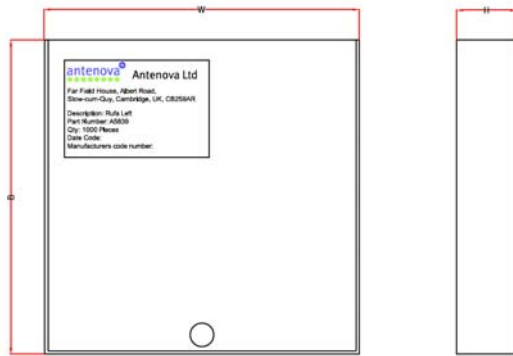 W
H
antenova
Antenova Ltd
Far Field House, Albert Road,
Stow-cum-Quy, Cambridge, UK, CB259AR
Description: Rufa Left
Part Number: A5839
Qty: 1000 Pieces
Date Code:
Manufacturers code number:
D